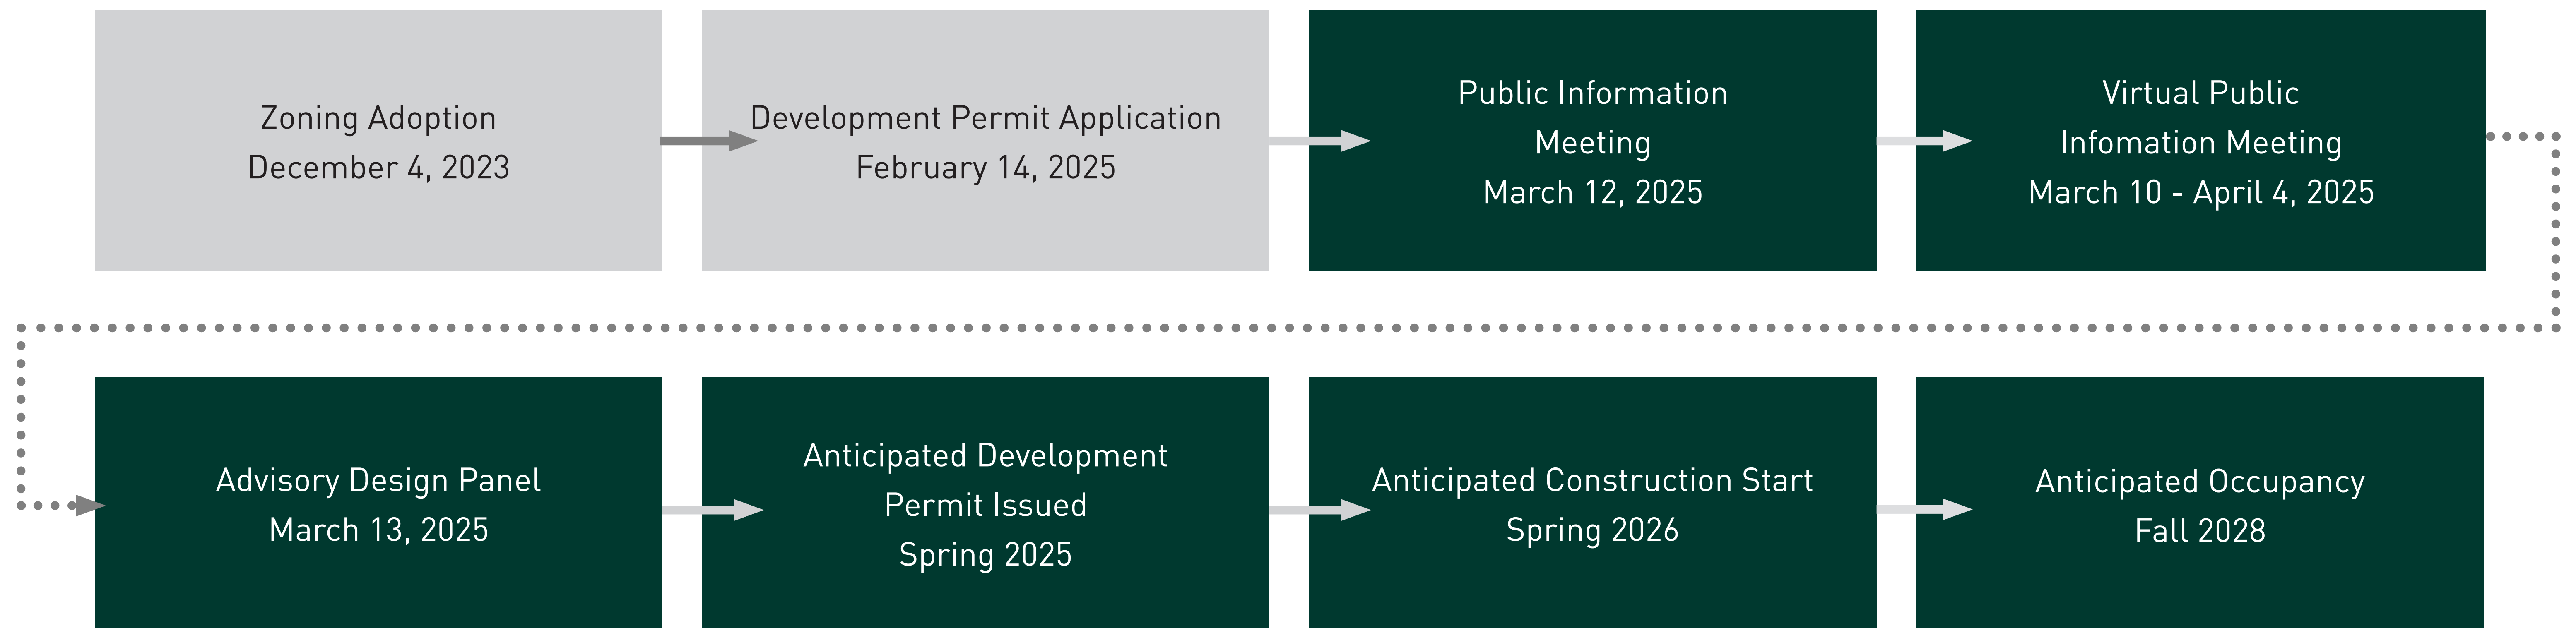 Zoning Adoption
December 4, 2023
Development Permit Application
February 14, 2025
Public Information
Meeting
March 12, 2025
Virtual Public
Infomation Meeting
March 10 - April 4, 2025
Advisory Design Panel
March 13, 2025
Anticipated Development
Permit Issued
Spring 2025
Anticipated Construction Start
Spring 2026
Anticipated Occupancy
Fall 2028